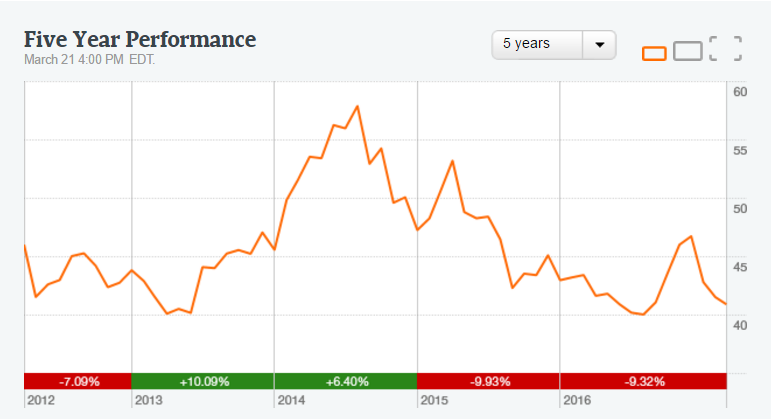 Five Year Performance
March 21 4:00 PM EDT.
5 years
60
55
50
45
40
-7.09% +10.09% +6.40% -9.93% -9.32%
2012 2013 2014 2015 2016